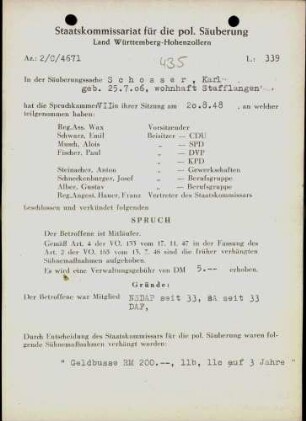 Staatskommissariat für die pol. Säuberung
Land Württemberg-Hohenzollern
Az.: 2/C/4671
435
L.: 339
In der Säuberungssache Schosser, Karl
geb. 25.7.06, wohnhaft Stafflangen
hat die Spruchkammer VII in ihrer Sitzung am 20.8.48, an welcher
teilgenommen haben:
Reg.Ass. Wax Vorsitzender
Schwarz, Emil Beisitzer — CDU
Munch, Alois „ — SPD
Fischer, Paul „ — DVP
„ — KPD
Steinacher, Anton „ — Gewerkschaften
Schneckenburger, Josef „ — Berufsgruppe
Alber, Gustav „ — Berufsgruppe
Reg.Angest. Hauer, Franz Vertreter des Staatskommissars
beschlossen und verkündet folgenden
SPRUCH
Der Betroffene ist Mitläufer.
Gemäß Art. 4 der VO. 133 vom 17. 11. 47 in der Fassung des
Art. 2 der VO. 165 vom 15. 7. 48 sind die früher verhängten
Sühnemaßnahmen aufgehoben.
Es wird eine Verwaltungsgebühr von DM 5.-- erhoben.
Gründe:
Der Betroffene war Mitglied NSDAP seit 33, SA seit 33
DAF,
Durch Entscheidung des Staatskommissars für die pol. Säuberung waren fol-
gende Sühnemaßnahmen verhängt worden:
" Geldbusse RM 200.--, 11b, 11c auf 3 Jahre "